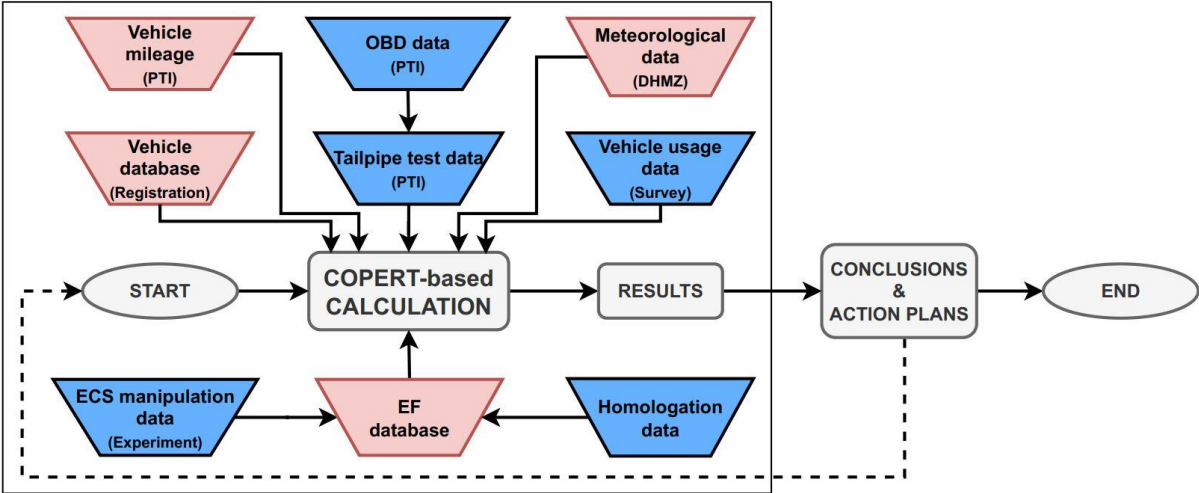 Vehicle
mileage
(PTI)
OBD data
(PTI)
Meteorological
data
(DHMZ)
Vehicle
database
(Registration)
Tailpipe test data
(PTI)
Vehicle usage
data
(Survey)
START
COPERT-based
CALCULATION
RESULTS
CONCLUSIONS
&
ACTION PLANS
END
ECS manipulation
data
(Experiment)
EF
database
Homologation
data